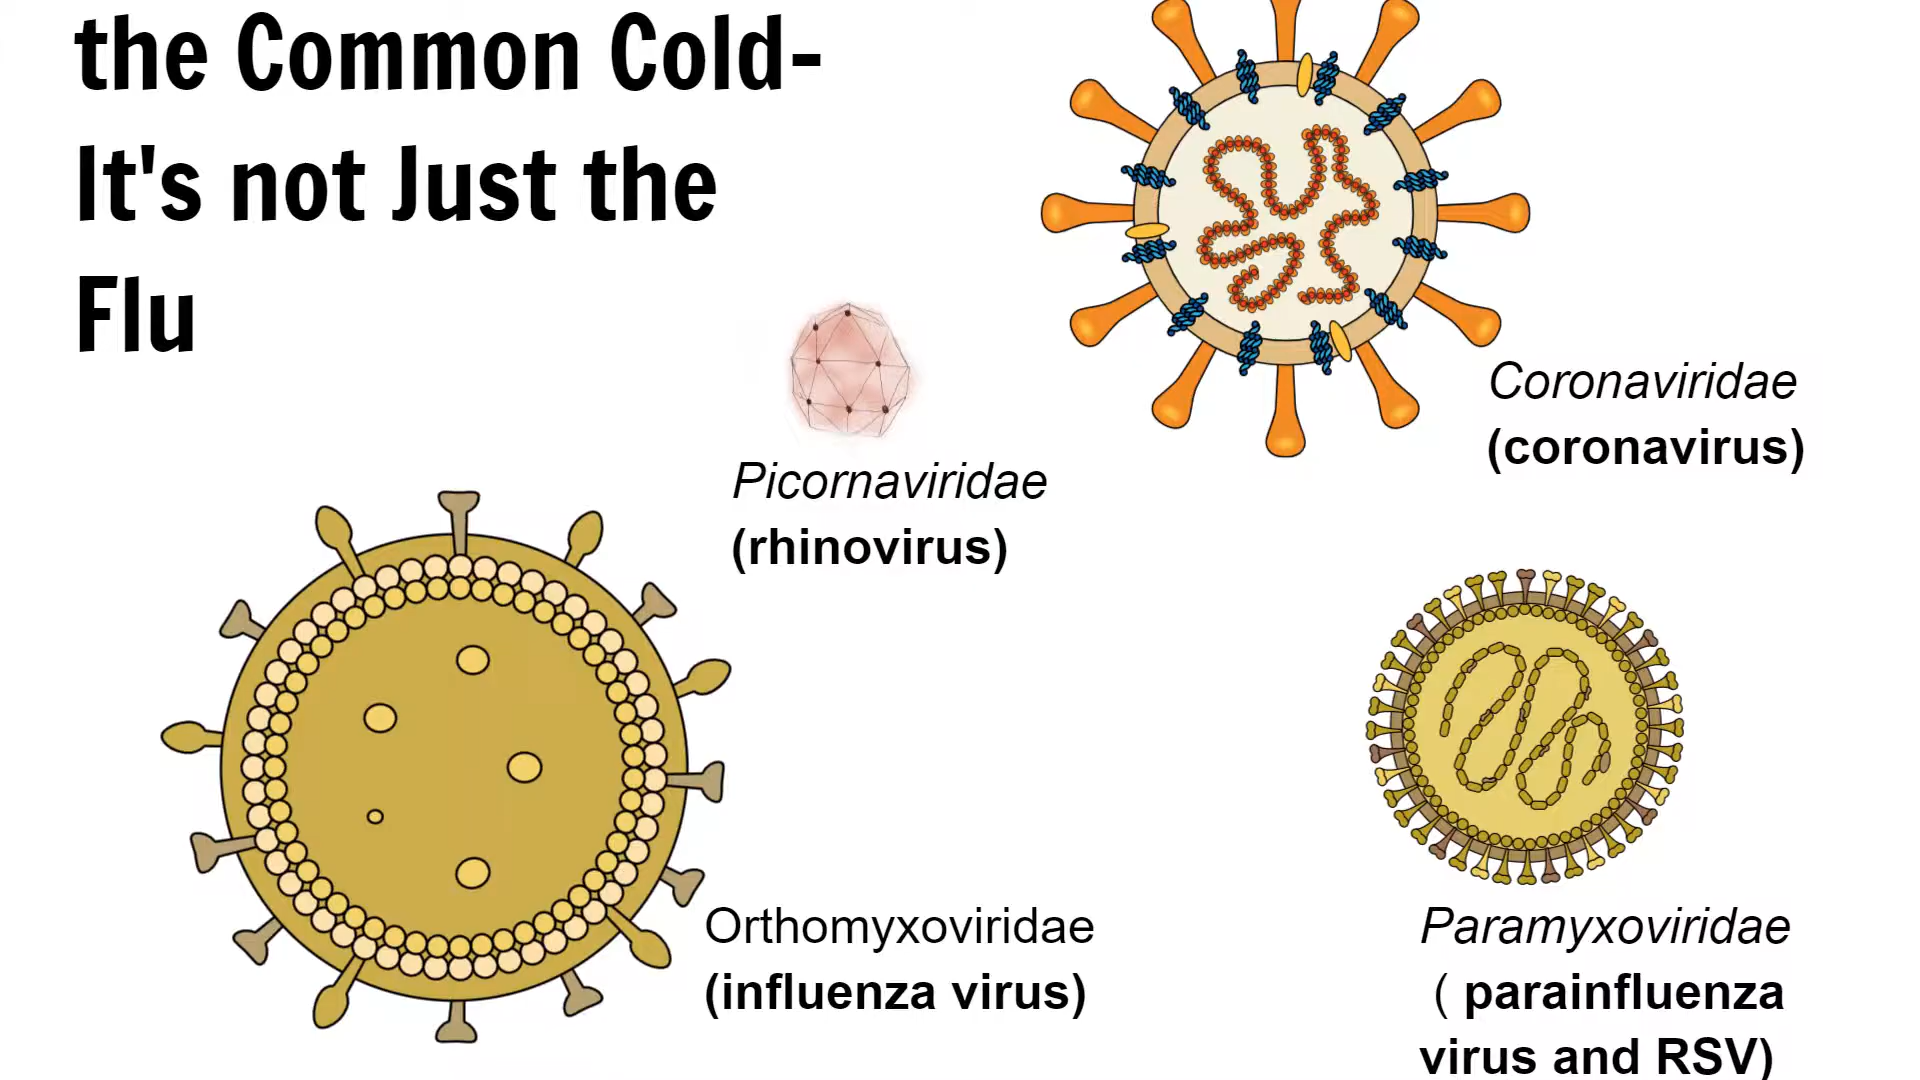 the Common Cold-
It's not Just the
Flu
Coronaviridae
(coronavirus)
Picornaviridae
(rhinovirus)
Orthomyxoviridae
(influenza virus)
Paramyxoviridae
( parainfluenza
virus and RSV)